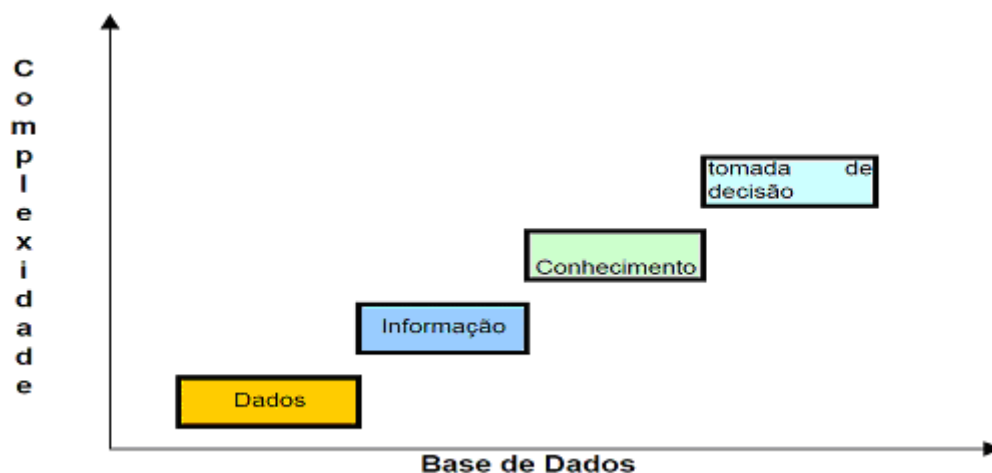 Complexidade
tomada de
decisão
Conhecimento
Informação
Dados
Base de Dados